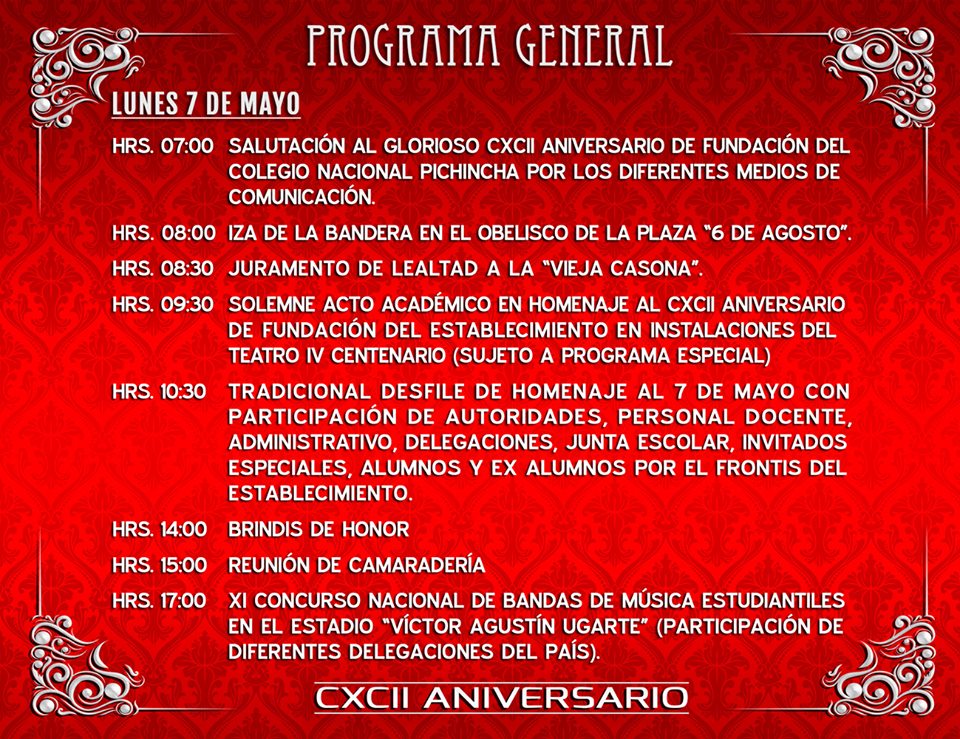 PROGRAMA GENERAL
LUNES 7 DE MAYO
HRS. 07:00 SALUTACIÓN AL GLORIOSO CXCII ANIVERSARIO DE FUNDACIÓN DEL
COLEGIO NACIONAL PICHINCHA POR LOS DIFERENTES MEDIOS DE
COMUNICACIÓN.
HRS. 08:00 IZA DE LA BANDERA EN EL OBELISCO DE LA PLAZA "6 DE AGOSTO".
HRS. 08:30 JURAMENTO DE LEALTAD A LA "VIEJA CASONA".
HRS. 09:30 SOLEMNE ACTO ACADÉMICO EN HOMENAJE AL CXCII ANIVERSARIO
DE FUNDACIÓN DEL ESTABLECIMIENTO EN INSTALACIONES DEL
TEATRO IV CENTENARIO (SUJETO A PROGRAMA ESPECIAL)
HRS. 10:30 TRADICIONAL DESFILE DE HOMENAJE AL 7 DE MAYO CON
PARTICIPACIÓN DE AUTORIDADES, PERSONAL DOCENTE,
ADMINISTRATIVO, DELEGACIONES, JUNTA ESCOLAR, INVITADOS
ESPECIALES, ALUMNOS Y EX ALUMNOS POR EL FRONTIS DEL
ESTABLECIMIENTO.
HRS. 14:00 BRINDIS DE HONOR
HRS. 15:00 REUNIÓN DE CAMARADERÍA
HRS. 17:00 XI CONCURSO NACIONAL DE BANDAS DE MÚSICA ESTUDIANTILES
EN EL ESTADIO "VÍCTOR AGUSTÍN UGARTE" (PARTICIPACIÓN DE
DIFERENTES DELEGACIONES DEL PAÍS).
CXCII ANIVERSARIO